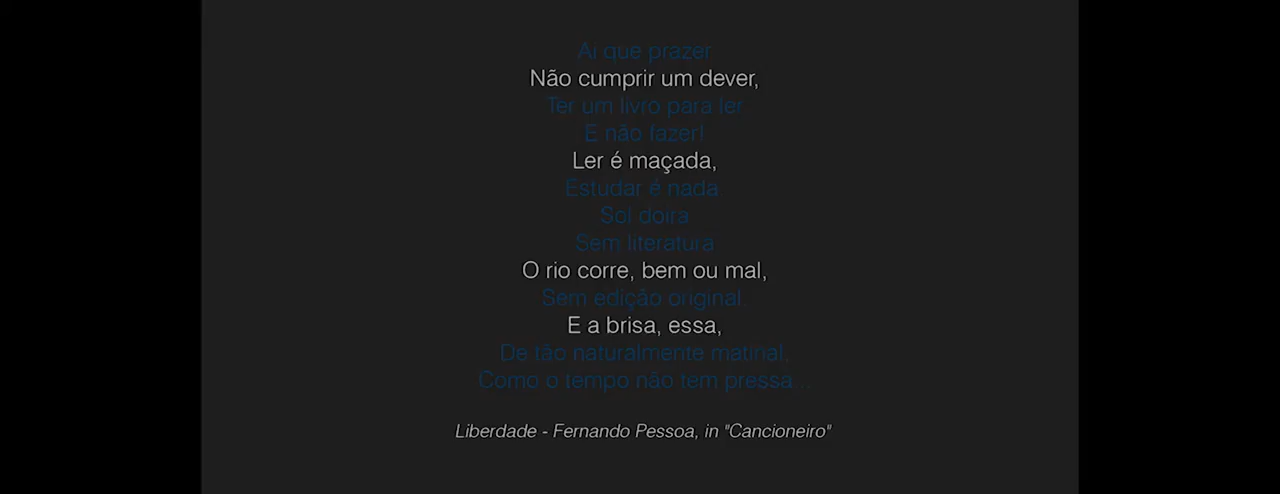 Ai que prazer
Não cumprir um dever,
Ter um livro para ler
E não fazer!
Ler é maçada,
Estudar é nada
Sol doira
Sem literatura
O rio corre, bem ou mal,
Sem edição original.
E a brisa, essa,
De tão naturalmente matinal,
Como o tempo não tem pressa...
Liberdade - Fernando Pessoa, in "Cancioneiro"